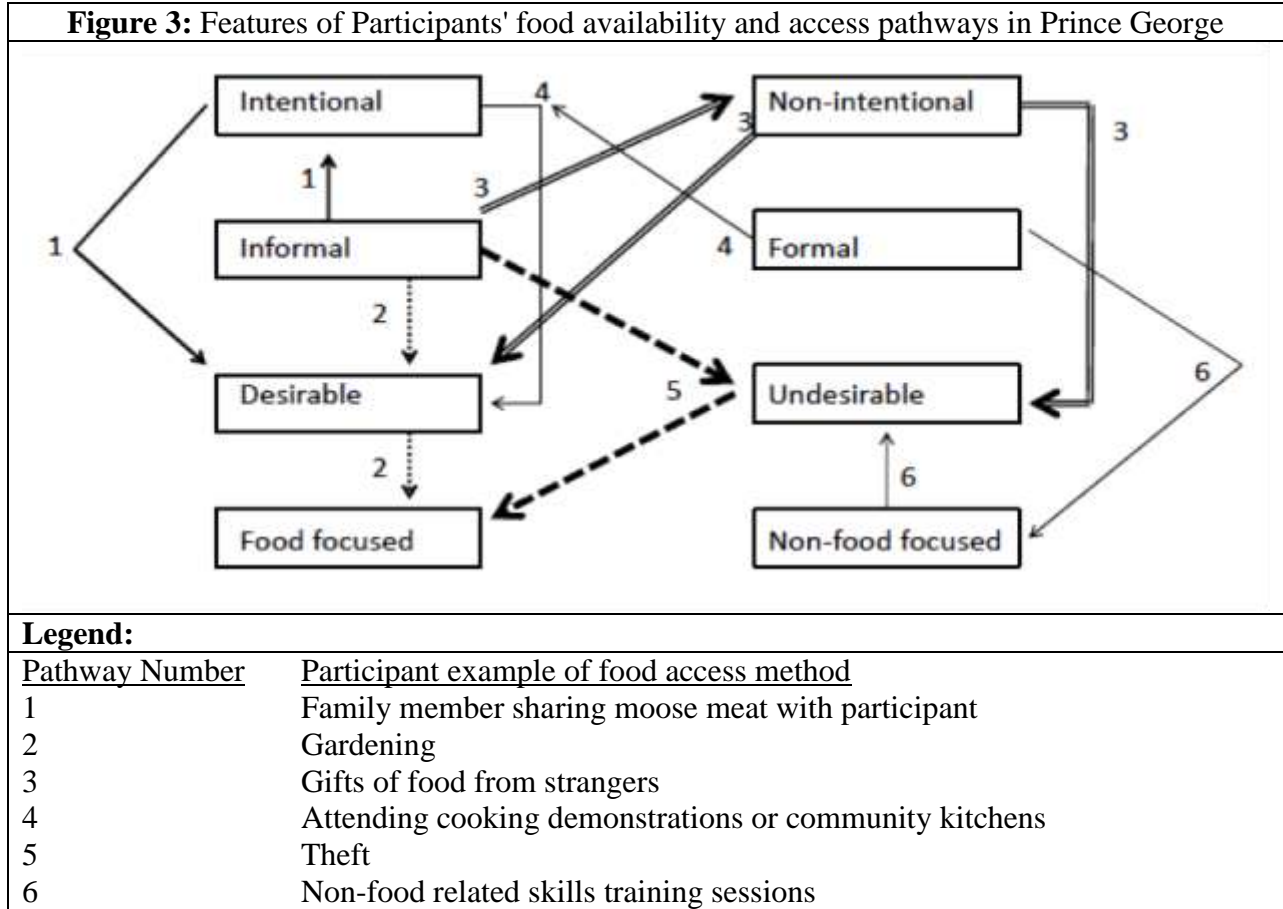 Figure 3: Features of Participants' food availability and access pathways in Prince George
Intentional
4
Non-intentional
3
3
1
3
Informal
4
Formal
1
2
6
Desirable
5
Undesirable
2
6
Food focused
Non-food focused
Legend:
Pathway Number Participant example of food access method
1 Family member sharing moose meat with participant
2 Gardening
3 Gifts of food from strangers
4 Attending cooking demonstrations or community kitchens
5 Theft
6 Non-food related skills training sessions